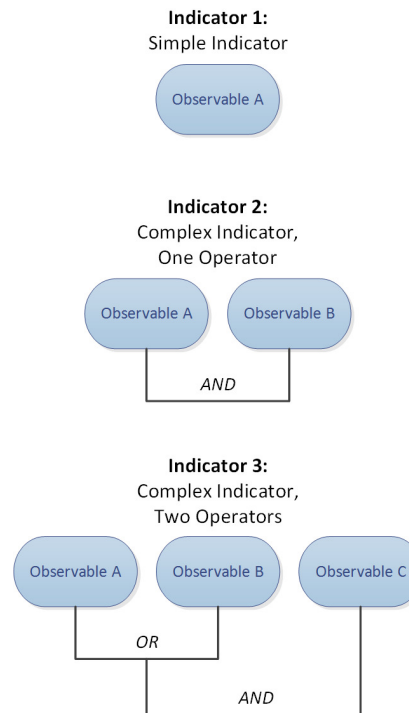 Indicator 1:
Simple Indicator
Observable A
Indicator 2:
Complex Indicator,
One Operator
Observable A
Observable B
AND
Indicator 3:
Complex Indicator,
Two Operators
Observable A
Observable B
Observable C
OR
AND